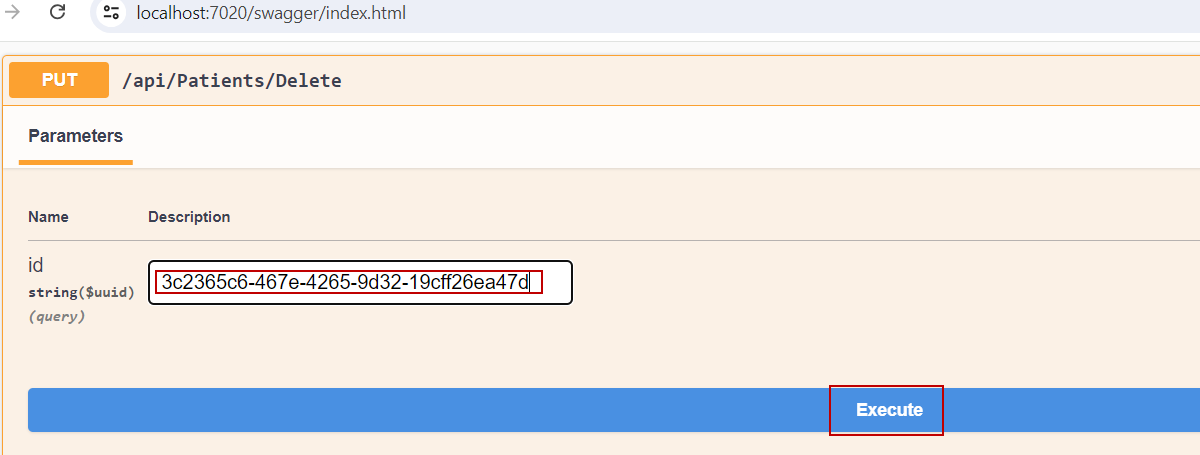 localhost:7020/swagger/index.html
PUT /api/Patients/Delete
Parameters
Name Description
id
3c2365c6-467e-4265-9d32-19cff26ea47d
string($uuid)
(query)
Execute